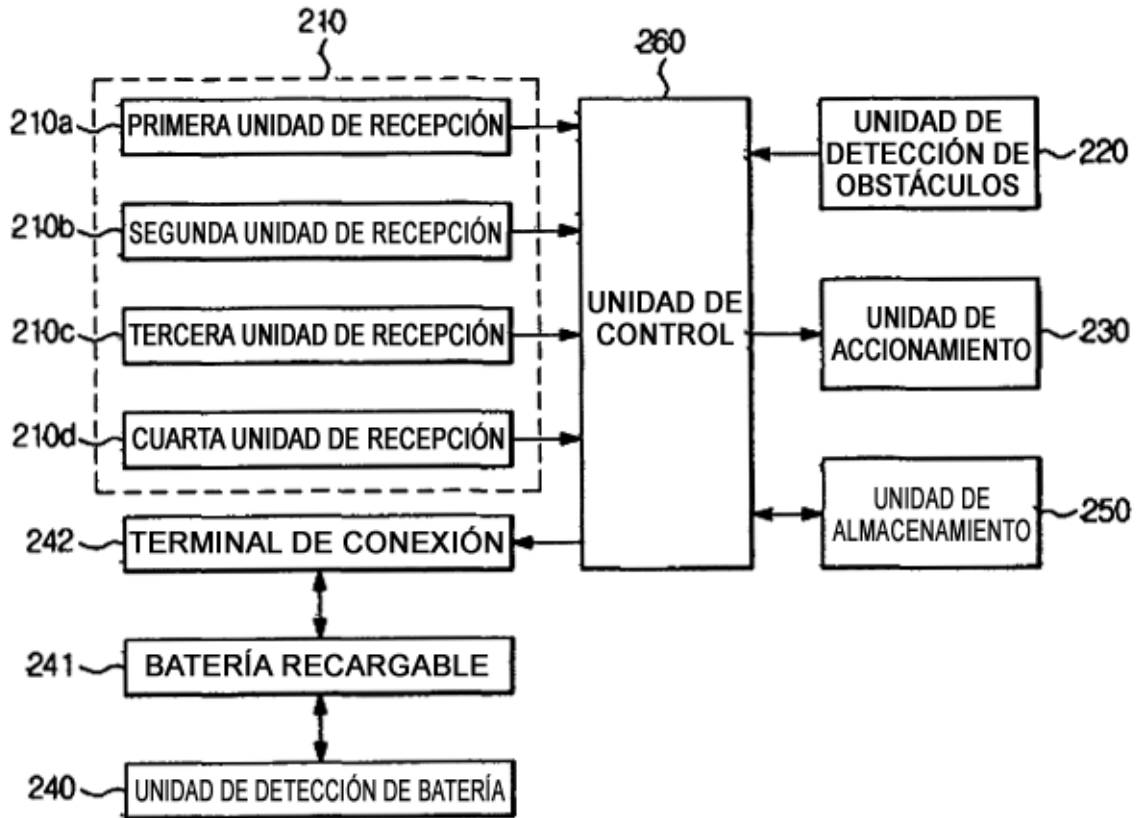 210
260
210a
PRIMERA UNIDAD DE RECEPCIÓN
UNIDAD DE
DETECCIÓN DE
OBSTÁCULOS
220
210b
SEGUNDA UNIDAD DE RECEPCIÓN
UNIDAD DE
CONTROL
210c
TERCERA UNIDAD DE RECEPCIÓN
UNIDAD DE
ACCIONAMIENTO
230
210d
CUARTA UNIDAD DE RECEPCIÓN
242
TERMINAL DE CONEXIÓN
UNIDAD DE
ALMACENAMIENTO
250
241
BATERÍA RECARGABLE
240
UNIDAD DE DETECCIÓN DE BATERÍA